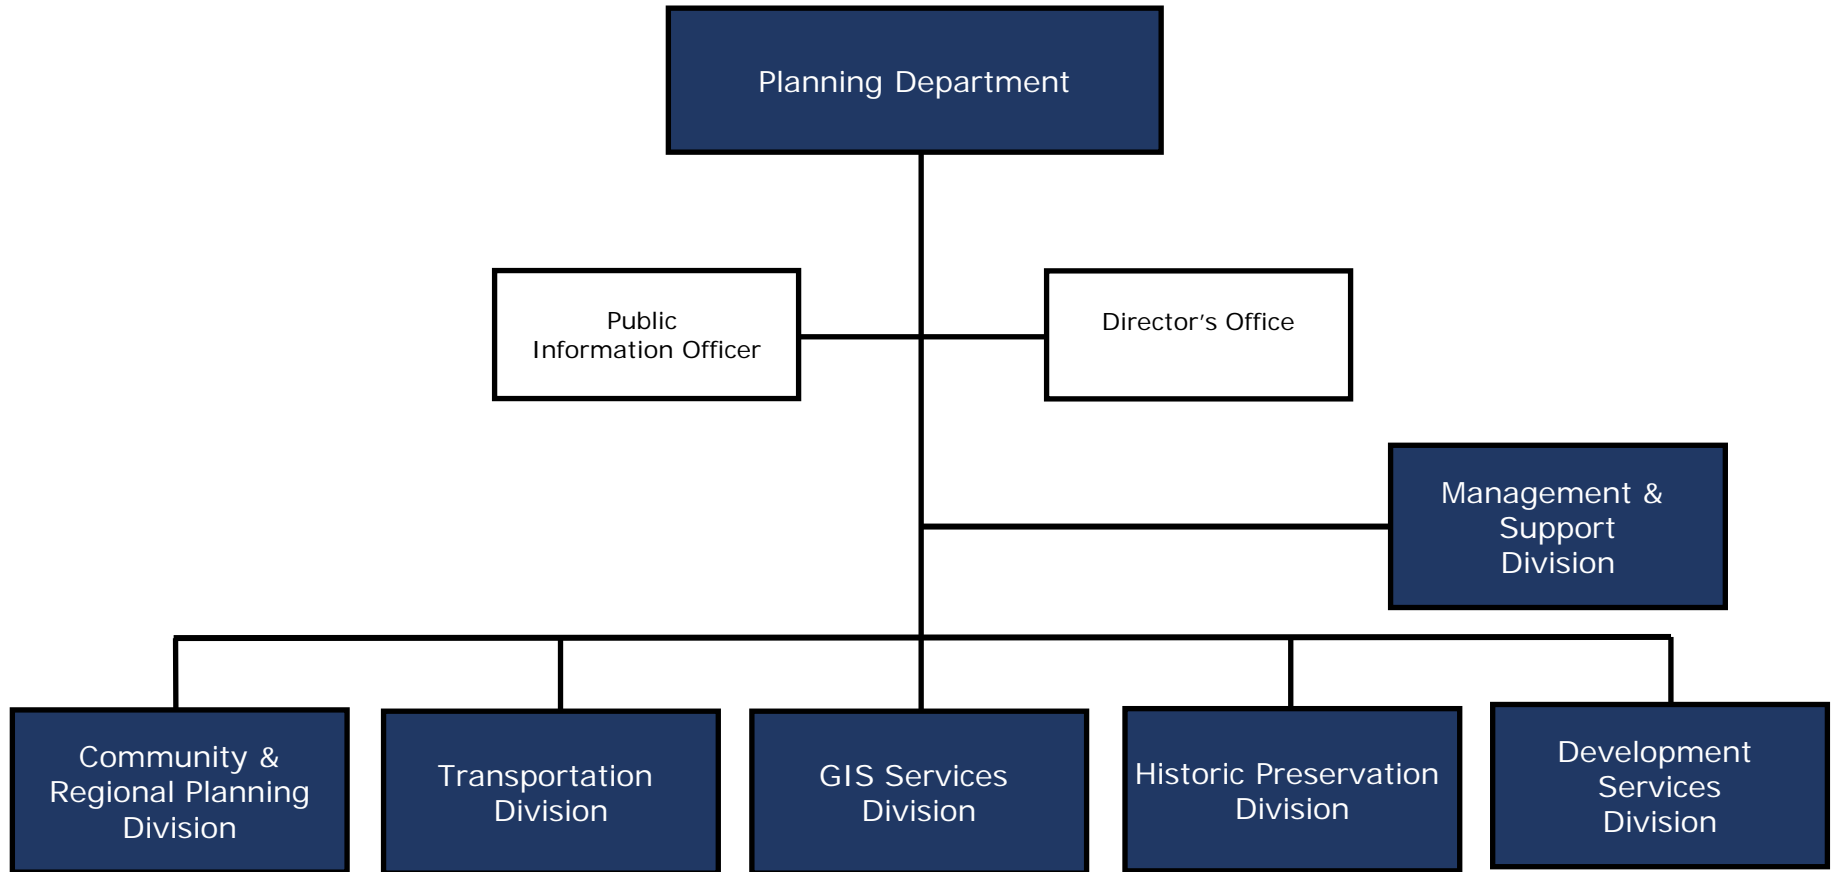 Planning Department
Public
Information Officer
Director's Office
Management &
Support
Division
Community &
Regional Planning
Division
Transportation
Division
GIS Services
Division
Historic Preservation
Division
Development
Services
Division